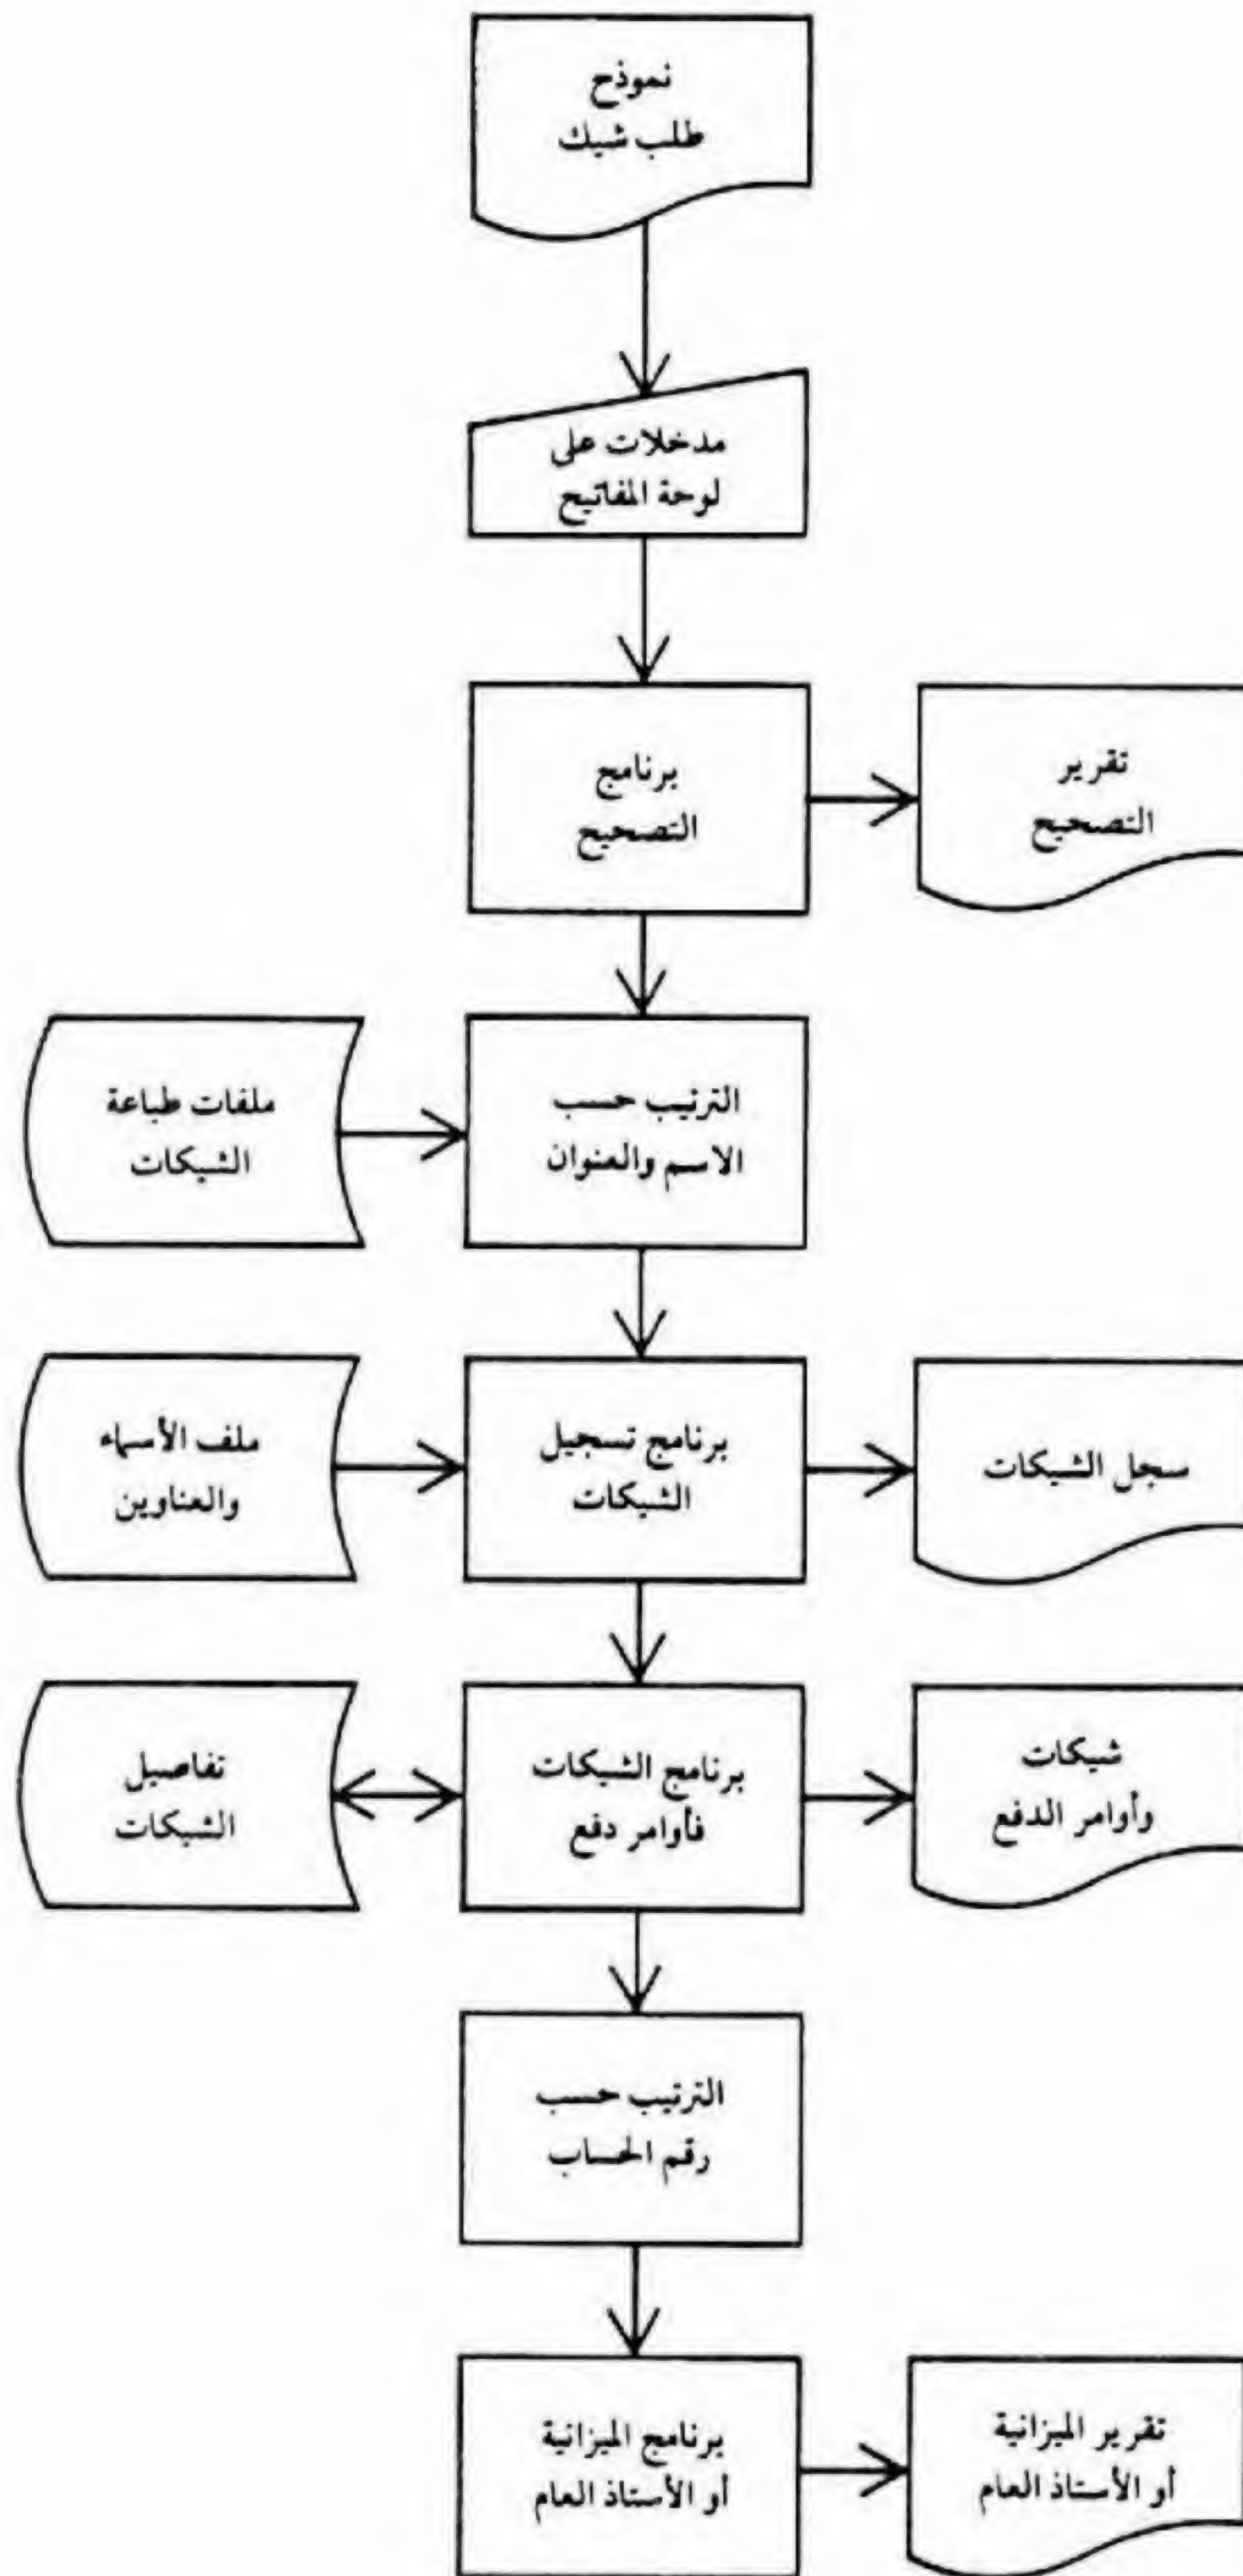 نموذح
طلب شيك
مدخلات على
لوحة المفاتيح
برنامج
التصحيح
تقرير
التصحيح
الترتيب حسب
الاسم والعنوان
ملفات طباعة
الشيكات
برنامج تسجيل
الشيكات
سجل الشيكات
ملف الأسماء
والعناوين
برنامج الشيكات
فأوامر دفع
شيكات
وأوامر الدفع
تفاصيل
الشيكات
الترتيب حسب
رقم الحساب
برنامج الميزانية
أو الأستاذ العام
تقرير الميزانية
أو الأستاذ العام